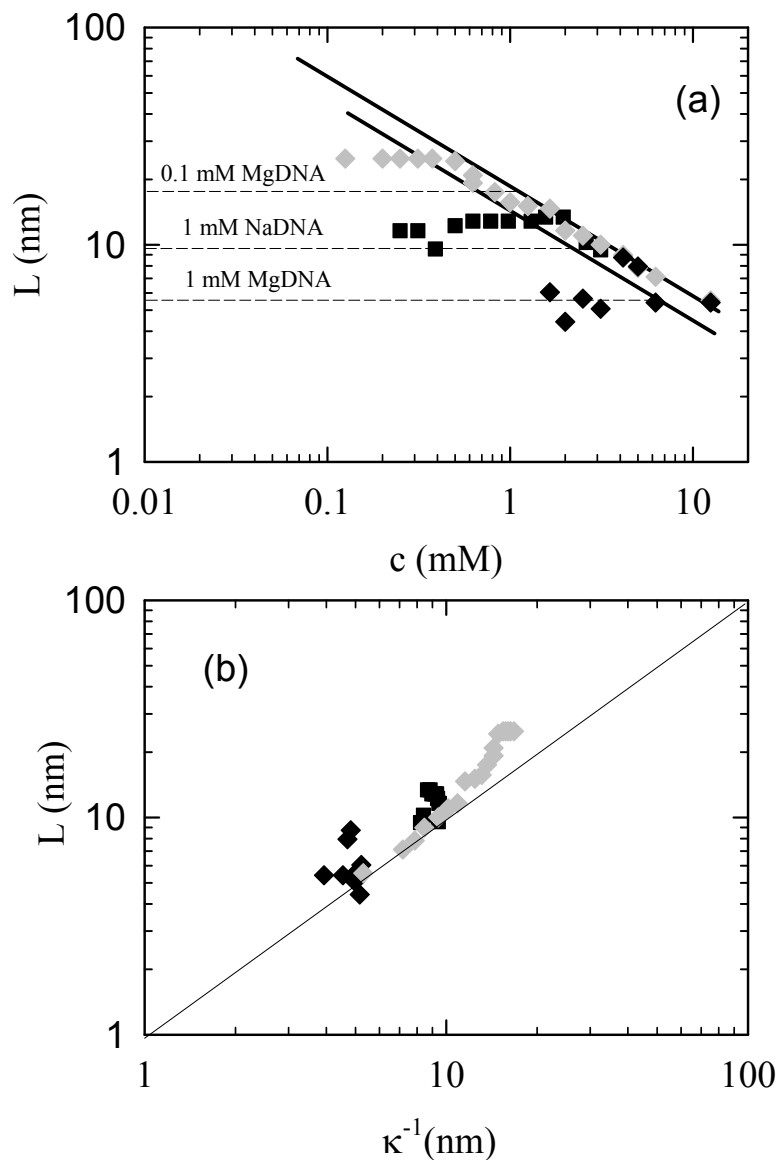 100
(a)
0.1 mM MgDNA
10
1 mM NaDNA
1 mM MgDNA
L (nm)
1
0.01 0.1 1 10
c (mM)
100
(b)
10
L (nm)
1
1 10 100
κ⁻¹(nm)